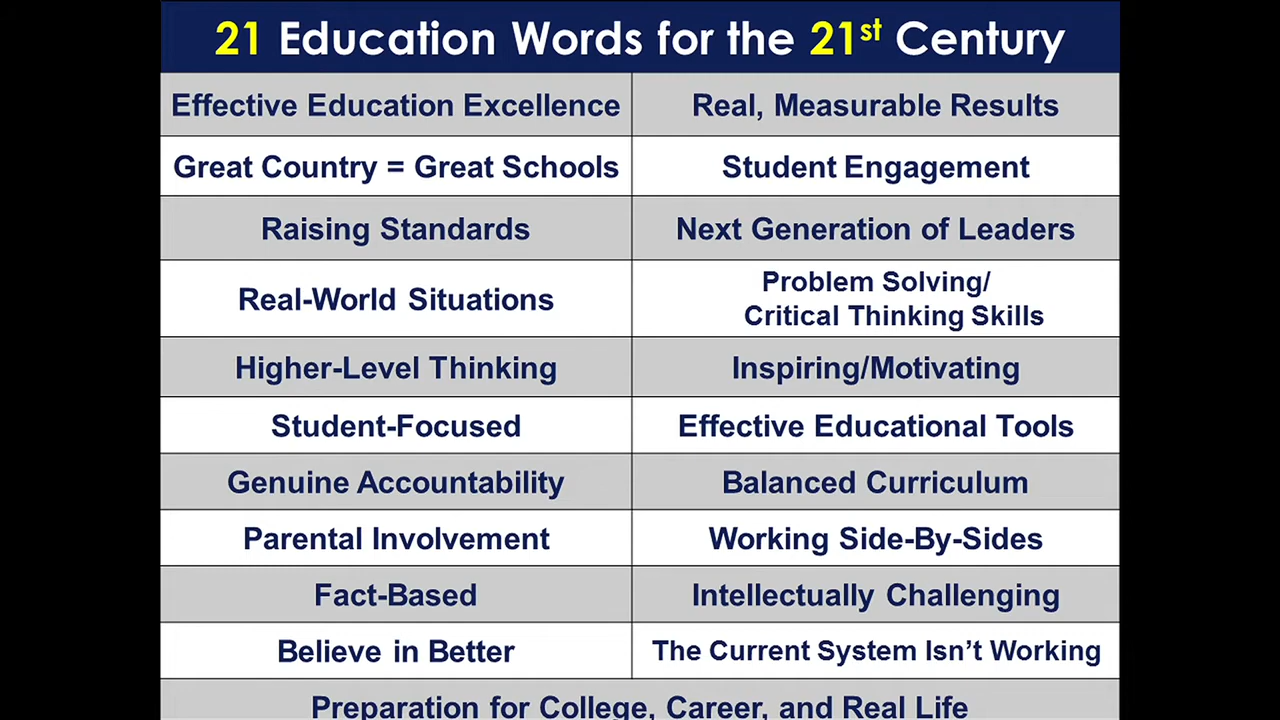 21 Education Words for the 21st Century
Effective Education Excellence
Real, Measurable Results
Great Country = Great Schools
Student Engagement
Raising Standards
Next Generation of Leaders
Real-World Situations
Problem Solving/
Critical Thinking Skills
Higher-Level Thinking
Inspiring/Motivating
Student-Focused
Effective Educational Tools
Genuine Accountability
Balanced Curriculum
Parental Involvement
Working Side-By-Sides
Fact-Based
Intellectually Challenging
Believe in Better
The Current System Isn’t Working
Preparation for College, Career, and Real Life